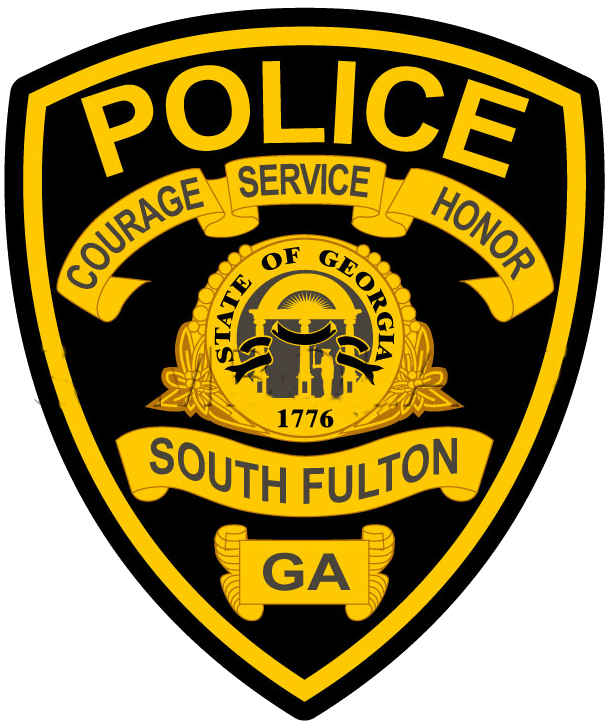 POLICE
COURAGE SERVICE HONOR
STATE OF GEORGIA
1776
SOUTH FULTON
GA